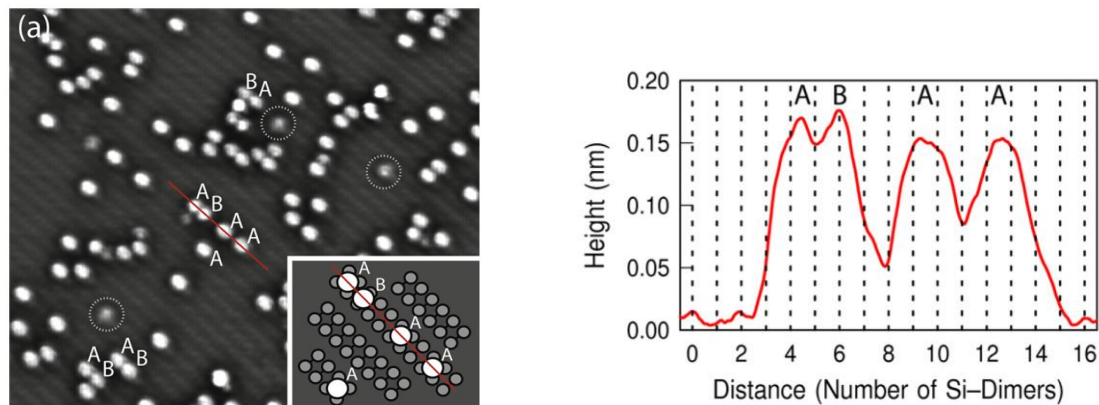 (a)
B
A
A
B
A
A
A
A
B
A
B
A
B
A
A
A
0.20
0.15
0.10
0.05
0.00
Height (nm)
A B A A
0 2 4 6 8 10 12 14 16
Distance (Number of Si–Dimers)